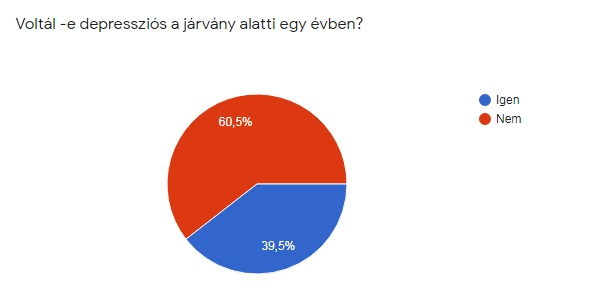 Voltál -e depressziós a járvány alatti egy évben?
Igen
Nem
60,5%
39,5%